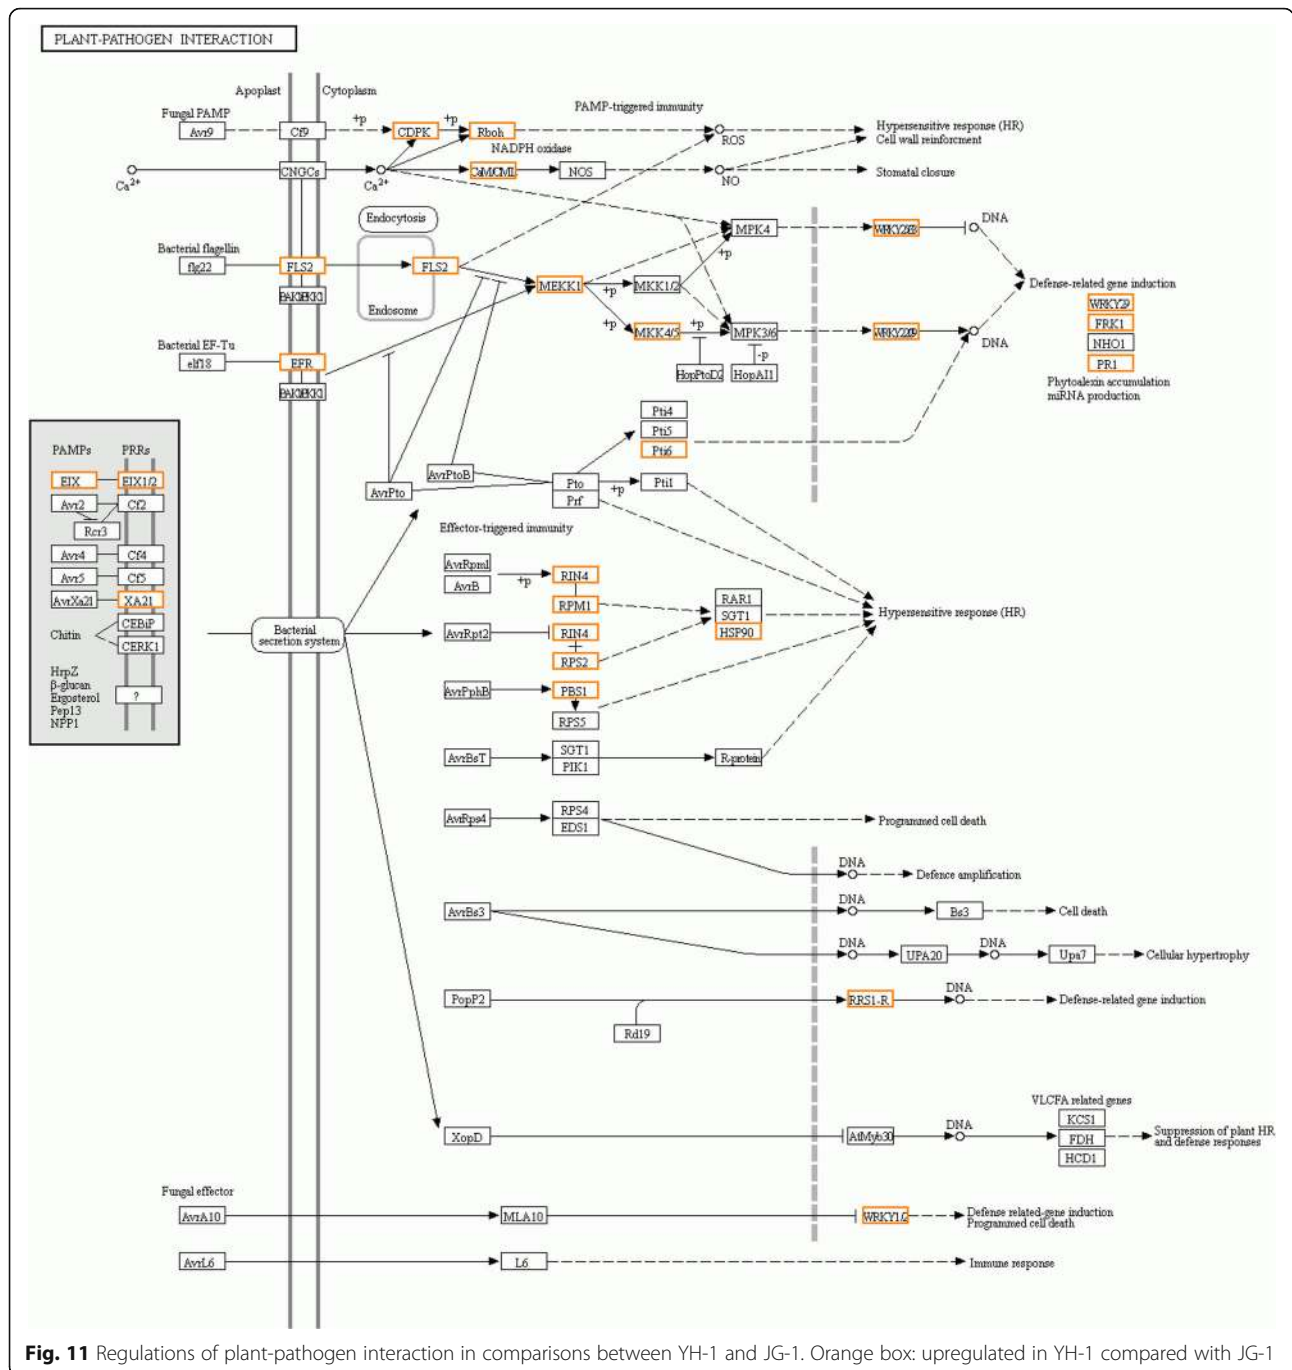 PLANT-PATHOGEN INTERACTION
Apoplast
Cytoplasm
PAMP-triggered immunity
Fungal PAMP
Avr9
Cf9
+p
CDPK
+p
Rboh
ROS
Hypersensitive response (HR)
Cell wall reinforcment
NADPH oxidase
Ca2+
CNGCs
Ca2+
CaM/CML
NOS
NO
Stomatal closure
Endocytosis
MPK4
DNA
+p
Bacterial flagellin
flg22
FLS2
FLS2
MEKK1
+p
MKK1/2
Defense-related gene induction
WRKY29
FRK1
NHO1
PR1
Phytoalexin accumulation
miRNA production
Endosome
+p
MKK4/5
+p
MPK3/6
DNA
-p
Bacterial EF-Tu
elf18
EFR
HopPtoD2
HopAI1
Pti4
Pti5
Pti6
PAMPs
PRRs
EIX
EIX1/2
Avr2
Cf2
Rcr3
Avr4
Cf4
Avr5
Cf5
AvrXa21
XA21
Chitin
CEBiP
CERK1
HrpZ
β-glucan
Ergosterol
Pep13
NPP1
?
AvrPto
AvrPtoB
Pto
Prf
+p
Pti1
Effector-triggered immunity
AvrRpm1
AvrB
+p
RIN4
RPM1
RAR1
SGT1
HSP90
Hypersensitive response (HR)
Bacterial
secretion system
AvrRpt2
RIN4
RPS2
AvrPphB
PBS1
RPS5
AvrBsT
SGT1
PIK1
R-protein
AvrRps4
RPS4
EDS1
Programmed cell death
DNA
Defence amplification
AvrBs3
DNA
Bs3
Cell death
DNA
UPA20
DNA
Upa7
Cellular hypertrophy
PopP2
Rd19
RRS1-R
DNA
Defense-related gene induction
VLCFA related genes
XopD
AtMyb30
DNA
KCS1
FDH
HCD1
Suppression of plant HR
and defense responses
Fungal effector
AvrA10
MLA10
WRKY1/2
Defense related-gene induction
Programmed cell death
AvrL6
L6
Immune response
Fig. 11 Regulations of plant-pathogen interaction in comparisons between YH-1 and JG-1. Orange box: upregulated in YH-1 compared with JG-1